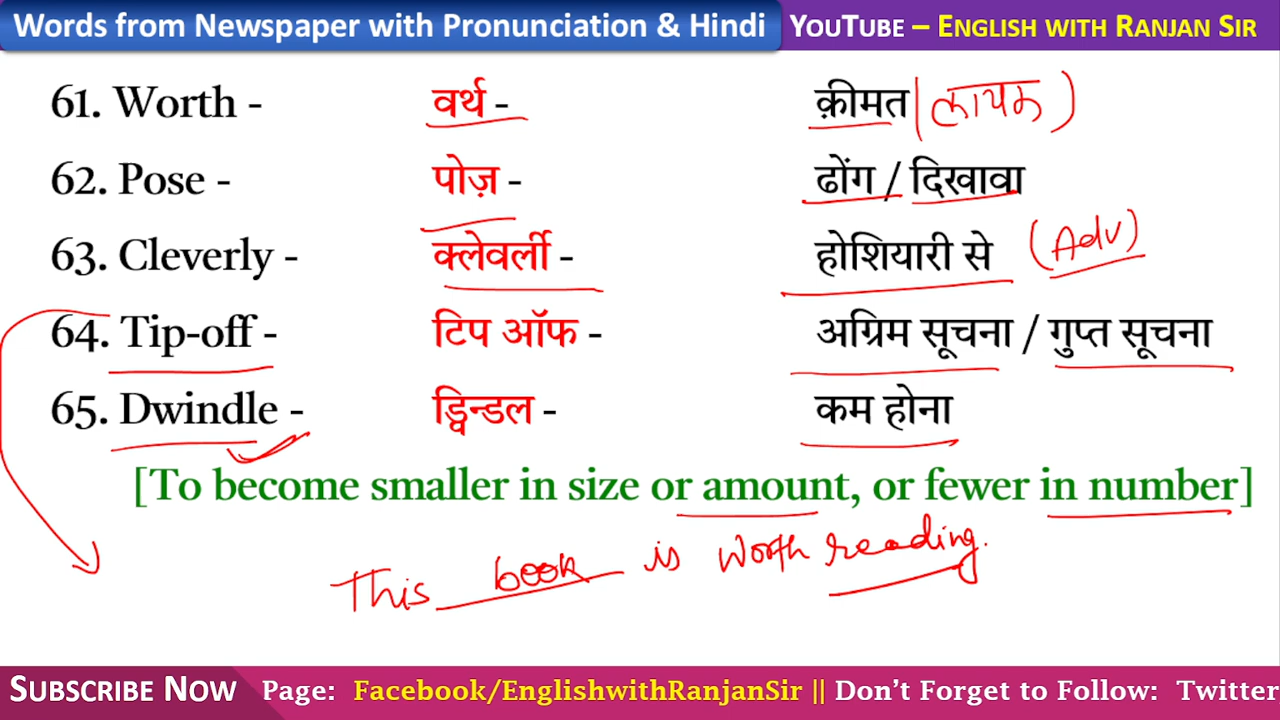 Words from Newspaper with Pronunciation & Hindi YouTube – English with Ranjan Sir
61. Worth - वर्थ - क़ीमत (लायक)
62. Pose - पोज़ - ढोंग / दिखावा
63. Cleverly - क्लेवर्ली - होशियारी से (Adv)
64. Tip-off - टिप ऑफ - अग्रिम सूचना / गुप्त सूचना
65. Dwindle - ड्विन्डल - कम होना
[To become smaller in size or amount, or fewer in number]
This book is worth reading.
Subscribe Now Page: Facebook/EnglishwithRanjanSir || Don't Forget to Follow: Twitter